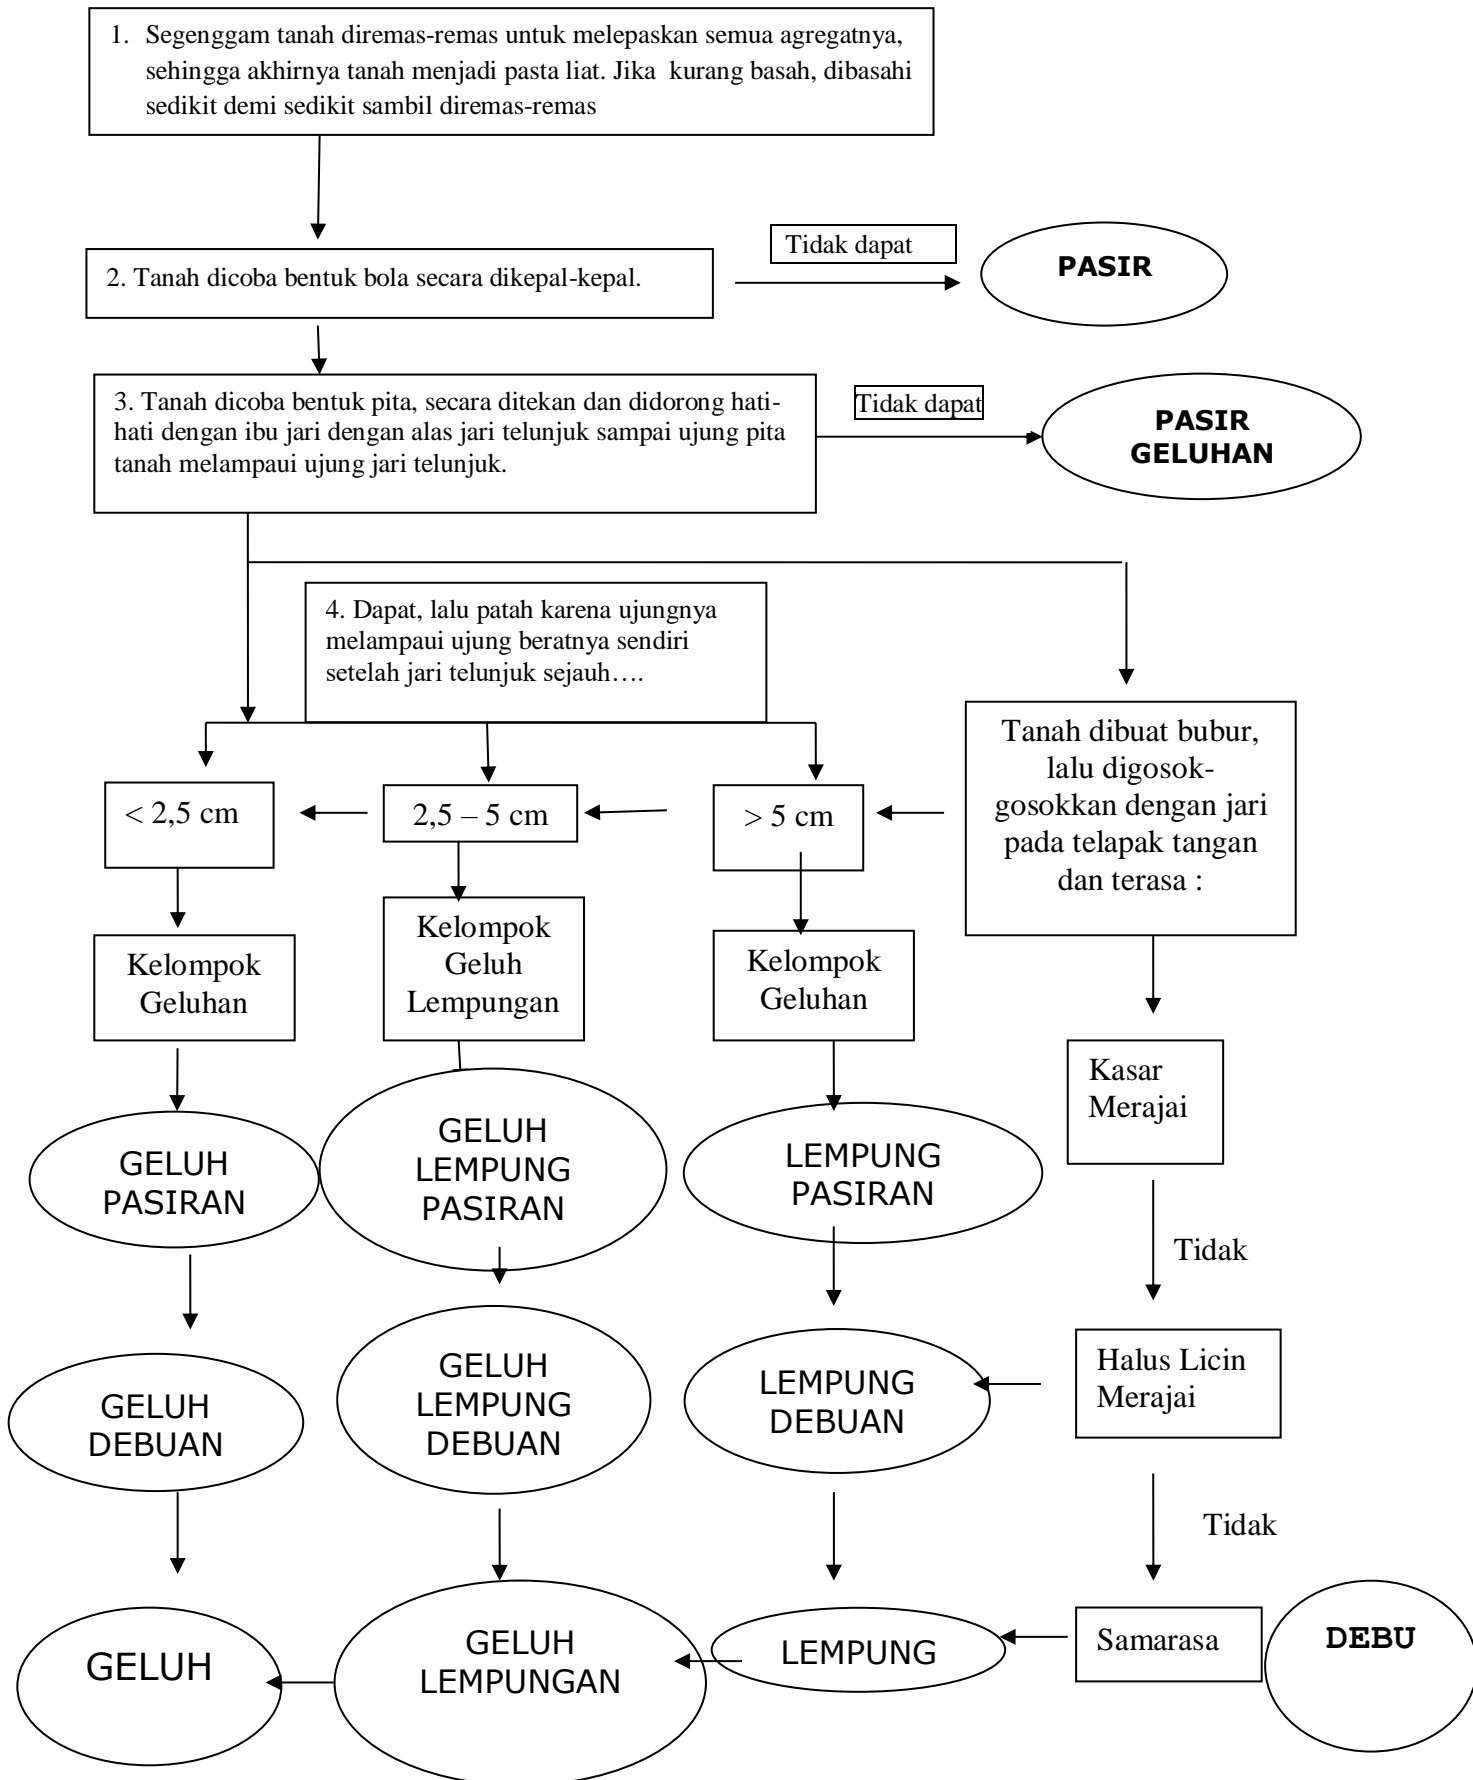 1. Segenggam tanah diremas-remas untuk melepaskan semua agregatnya,
sehingga akhirnya tanah menjadi pasta liat. Jika kurang basah, dibasahi
sedikit demi sedikit sambil diremas-remas
2. Tanah dicoba bentuk bola secara dikepal-kepal.
Tidak dapat
PASIR
3. Tanah dicoba bentuk pita, secara ditekan dan didorong hati-
hati dengan ibu jari dengan alas jari telunjuk sampai ujung pita
tanah melampaui ujung jari telunjuk.
Tidak dapat
PASIR
GELUHAN
4. Dapat, lalu patah karena ujungnya
melampaui ujung beratnya sendiri
setelah jari telunjuk sejauh….
Tanah dibuat bubur,
lalu digosok-
gosokkan dengan jari
pada telapak tangan
dan terasa :
< 2,5 cm
2,5 – 5 cm
> 5 cm
Kelompok
Geluhan
Kelompok
Geluh
Lempungan
Kelompok
Geluhan
Kasar
Merajai
GELUH
PASIRAN
GELUH
LEMPUNG
PASIRAN
LEMPUNG
PASIRAN
Tidak
GELUH
DEBUAN
GELUH
LEMPUNG
DEBUAN
LEMPUNG
DEBUAN
Halus Licin
Merajai
Tidak
GELUH
GELUH
LEMPUNGAN
LEMPUNG
Samarasa
DEBU